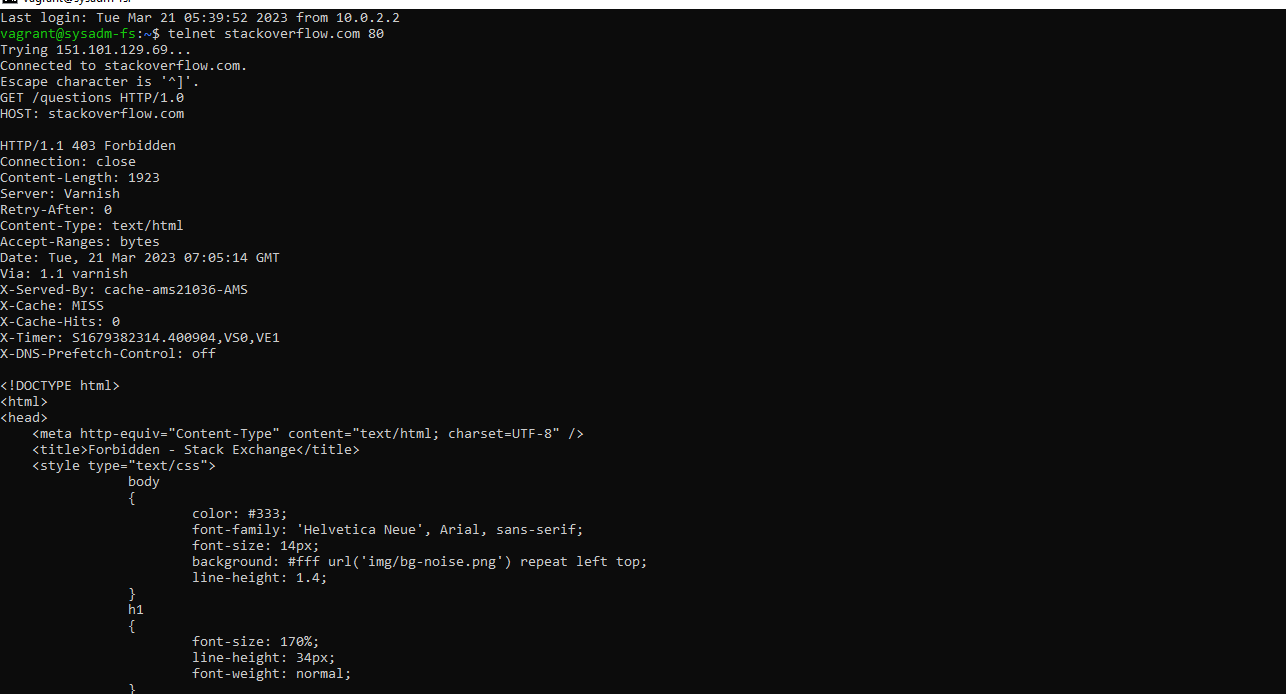 Last login: Tue Mar 21 05:39:52 2023 from 10.0.2.2
vagrant@sysadm-fs:~$ telnet stackoverflow.com 80
Trying 151.101.129.69...
Connected to stackoverflow.com.
Escape character is '^]'.
GET /questions HTTP/1.0
HOST: stackoverflow.com

HTTP/1.1 403 Forbidden
Connection: close
Content-Length: 1923
Server: Varnish
Retry-After: 0
Content-Type: text/html
Accept-Ranges: bytes
Date: Tue, 21 Mar 2023 07:05:14 GMT
Via: 1.1 varnish
X-Served-By: cache-ams21036-AMS
X-Cache: MISS
X-Cache-Hits: 0
X-Timer: S1679382314.400904,VS0,VE1
X-DNS-Prefetch-Control: off

<!DOCTYPE html>
<html>
<head>
    <meta http-equiv="Content-Type" content="text/html; charset=UTF-8" />
    <title>Forbidden - Stack Exchange</title>
    <style type="text/css">
                body
                {
                        color: #333;
                        font-family: 'Helvetica Neue', Arial, sans-serif;
                        font-size: 14px;
                        background: #fff url('img/bg-noise.png') repeat left top;
                        line-height: 1.4;
                }
                h1
                {
                        font-size: 170%;
                        line-height: 34px;
                        font-weight: normal;
                }